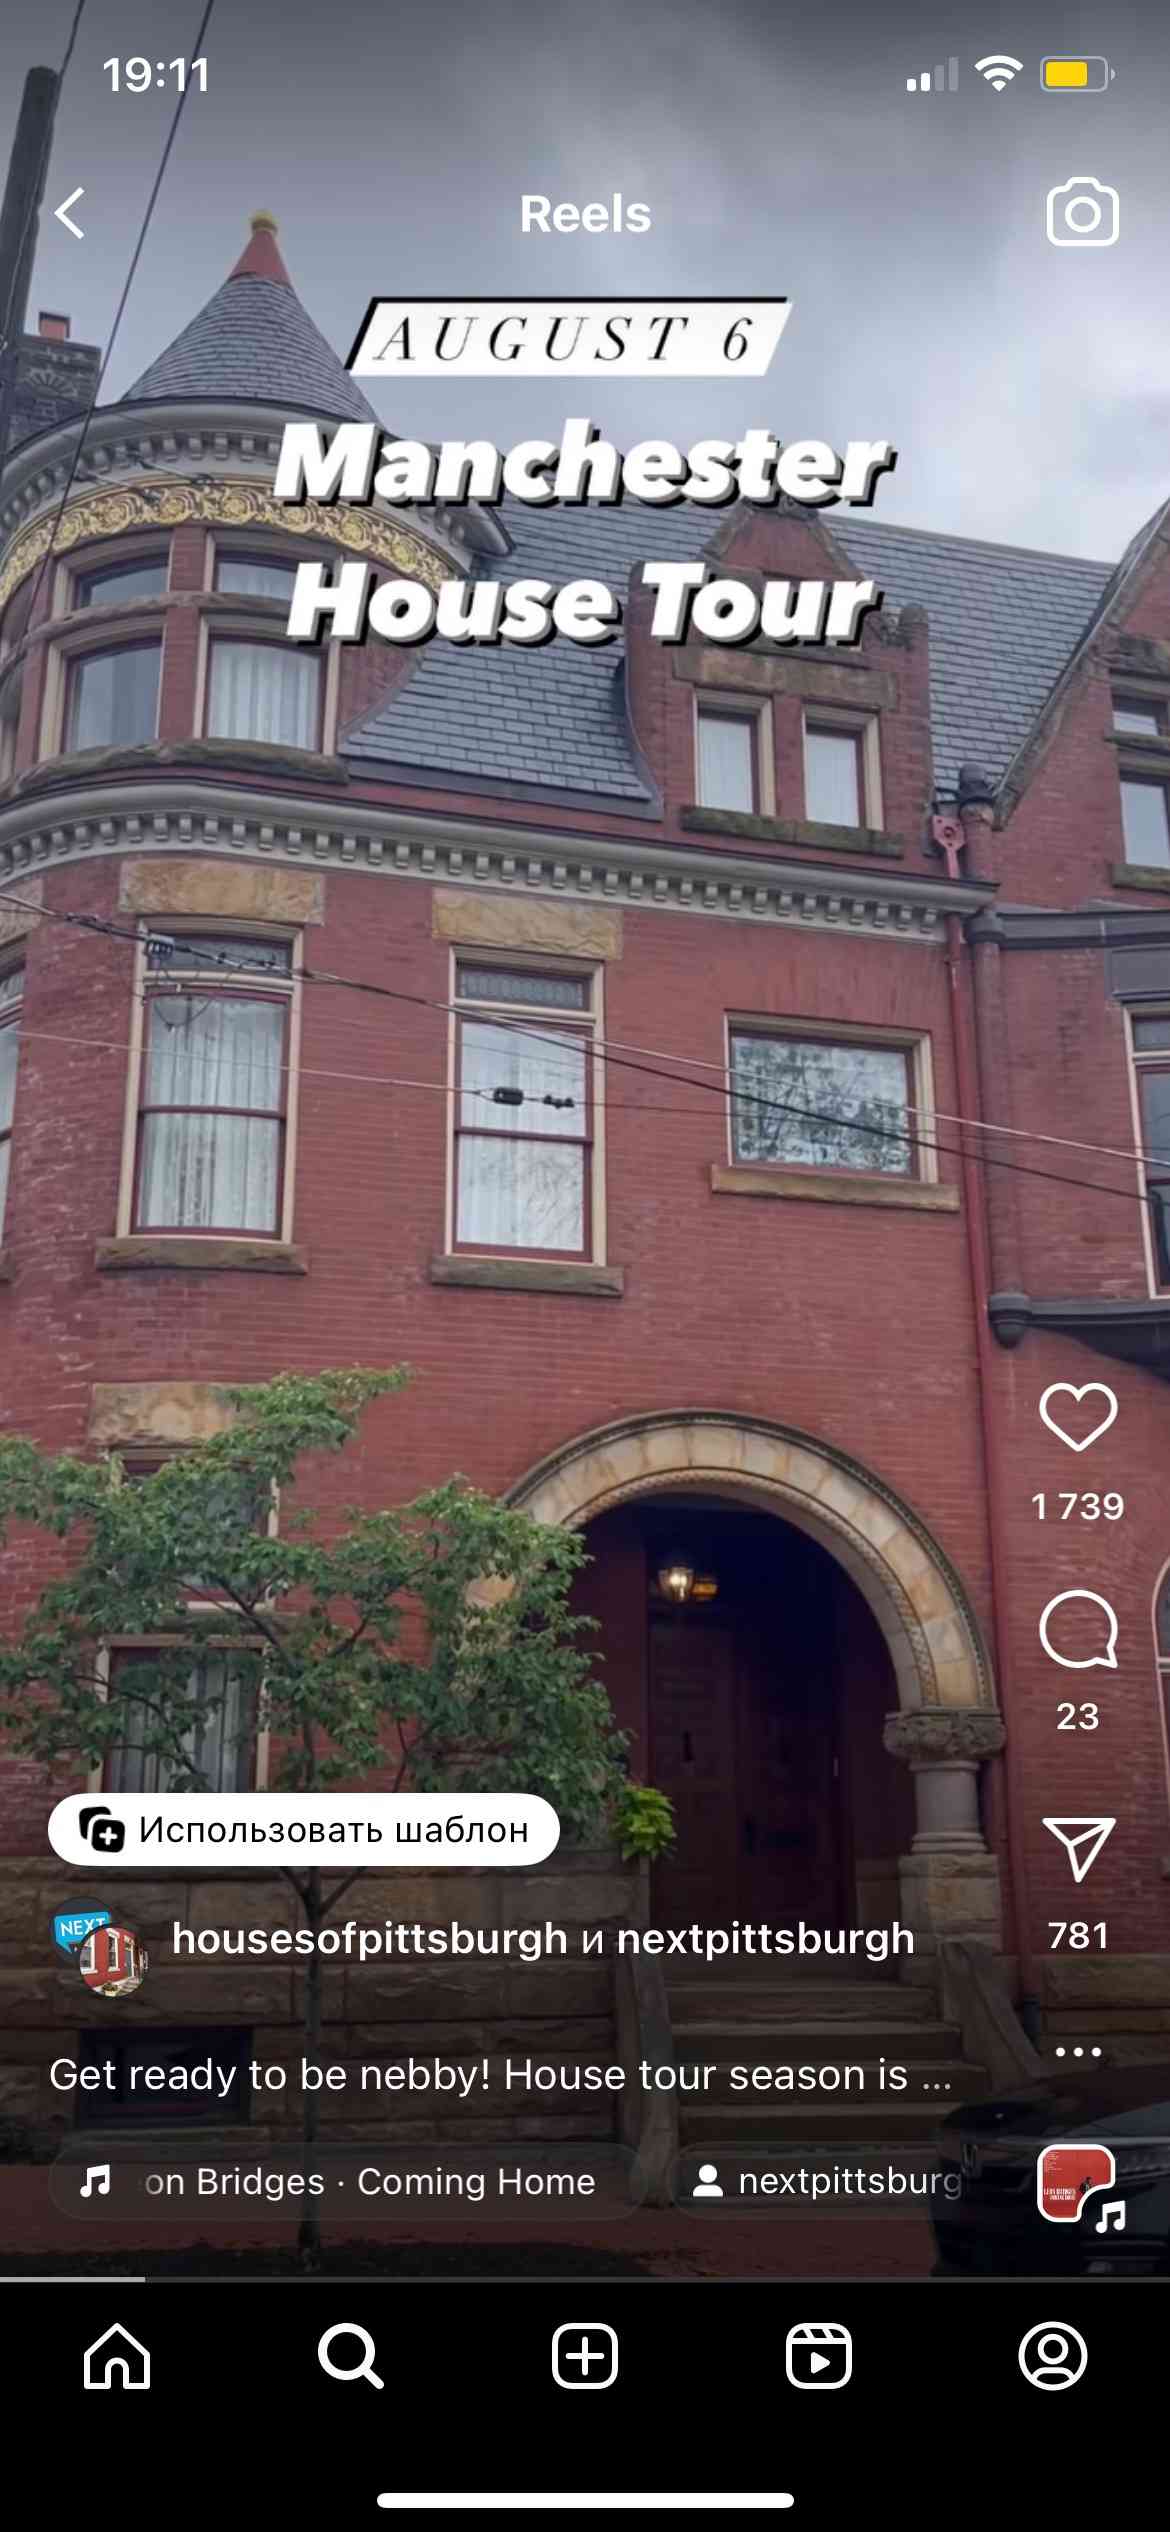 19:11
Reels
AUGUST 6
Manchester
House Tour
1 739
23
Использовать шаблон
NEXT
housesofpittsburgh и nextpittsburgh
781
Get ready to be nebby! House tour season is ...
on Bridges · Coming Home
nextpittsburg